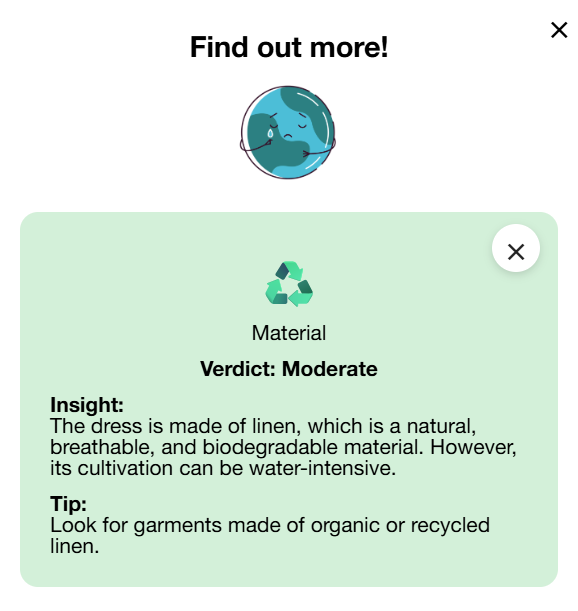 Find out more!
Material
Verdict: Moderate
Insight:
The dress is made of linen, which is a natural,
breathable, and biodegradable material. However,
its cultivation can be water-intensive.
Tip:
Look for garments made of organic or recycled
linen.